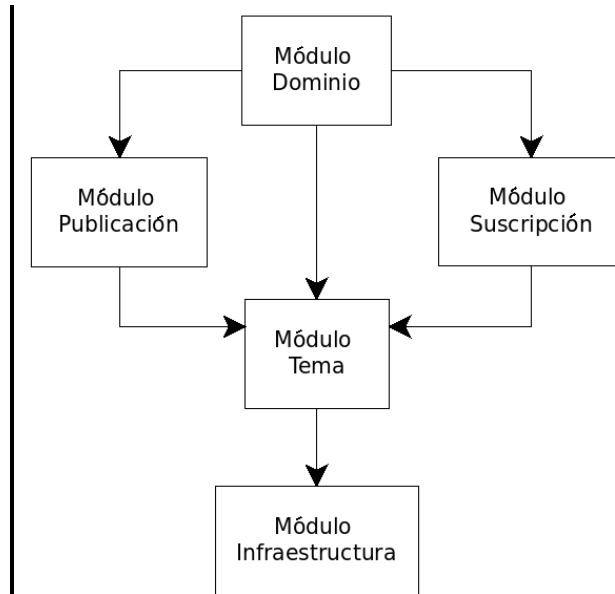 Módulo
Dominio
Módulo
Publicación
Módulo
Suscripción
Módulo
Tema
Módulo
Infraestructura